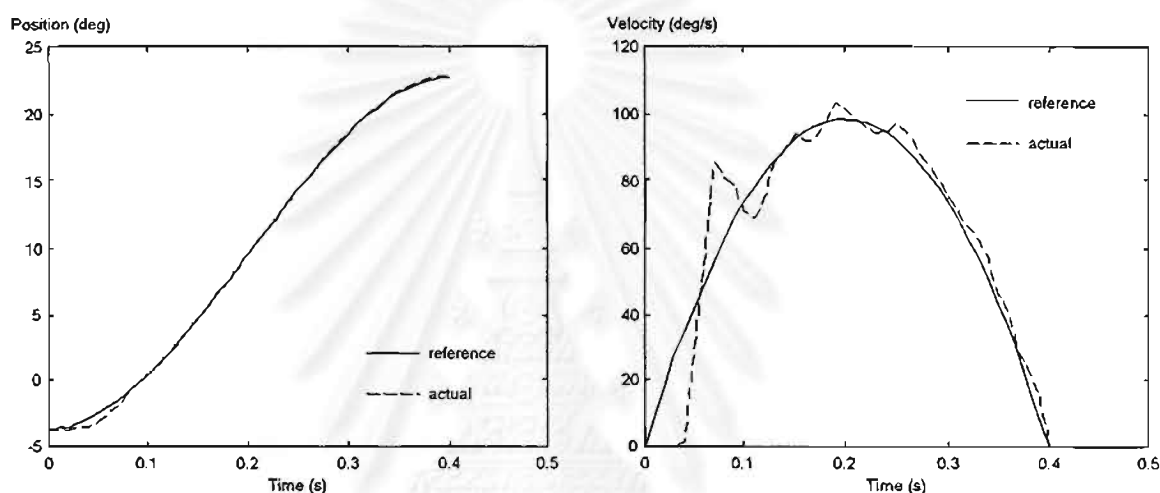 Position (deg)
25
20
15
10
5
0
-5
0 0.1 0.2 0.3 0.4 0.5
Time (s)
reference
actual
Velocity (deg/s)
120
100
80
60
40
20
0
0 0.1 0.2 0.3 0.4 0.5
Time (s)
reference
actual